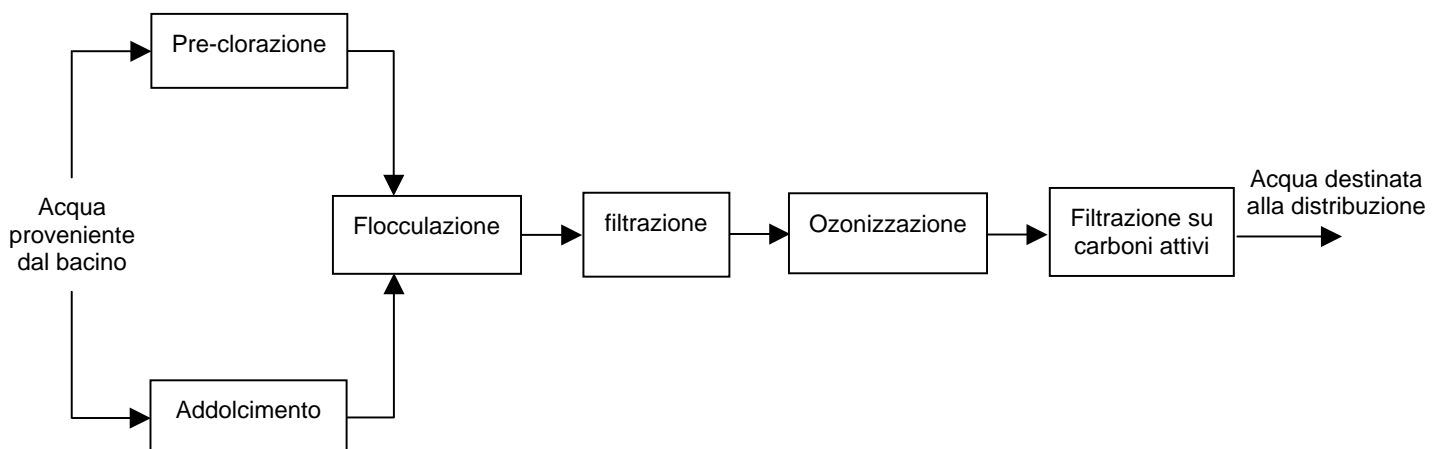 Pre-clorazione
Acqua
proveniente
dal bacino
Flocculazione
filtrazione
Ozonizzazione
Filtrazione su
carboni attivi
Acqua destinata
alla distribuzione
Addolcimento